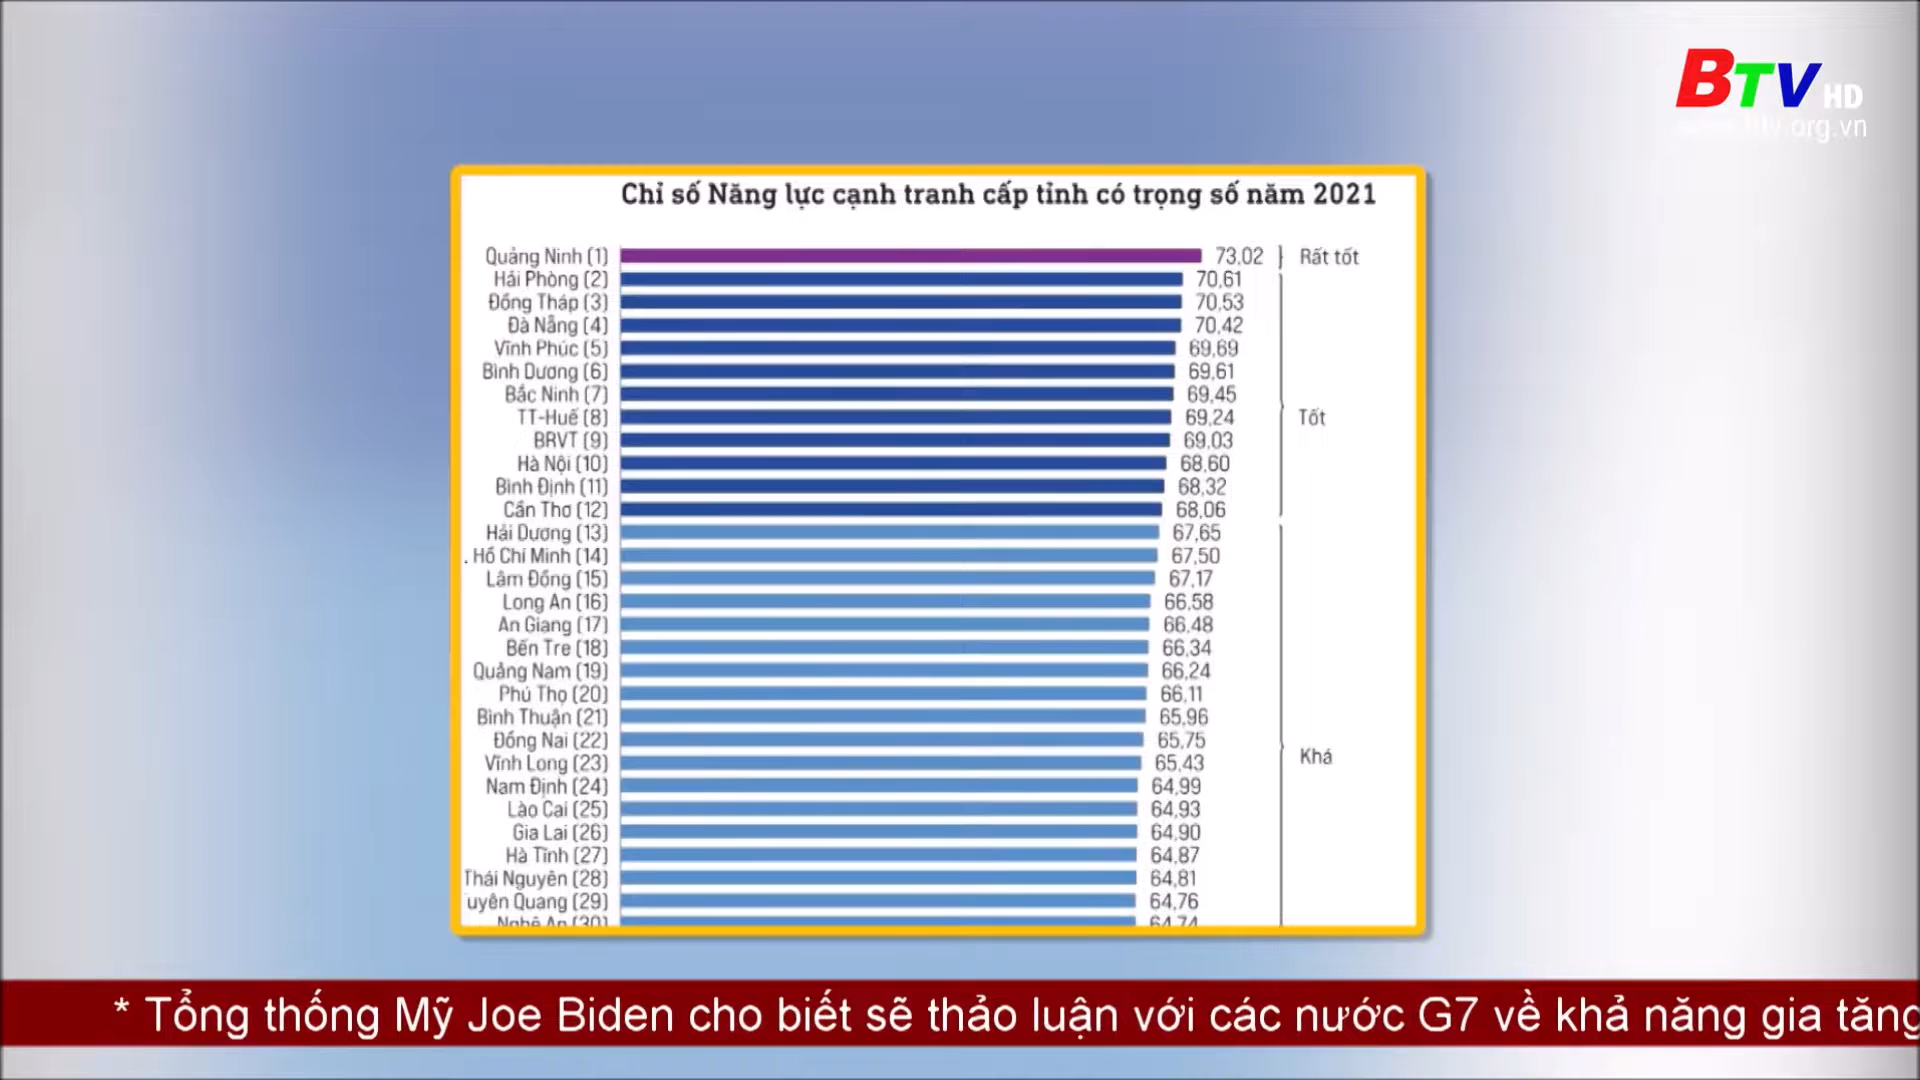 BTV HD
Chỉ số Năng lực cạnh tranh cấp tỉnh có trọng số năm 2021
Quảng Ninh (1) 73,02 Rất tốt
Hải Phòng (2) 70,61
Đồng Tháp (3) 70,53
Đà Nẵng (4) 70,42
Vĩnh Phúc (5) 69,69
Bình Dương (6) 69,61
Bắc Ninh (7) 69,45
TT-Huế (8) 69,24 Tốt
BRVT (9) 69,03
Hà Nội (10) 68,60
Bình Định (11) 68,32
Cần Thơ (12) 68,06
Hải Dương (13) 67,65
. Hồ Chí Minh (14) 67,50
Lâm Đồng (15) 67,17
Long An (16) 66,58
An Giang (17) 66,48
Bến Tre (18) 66,34
Quảng Nam (19) 66,24
Phú Thọ (20) 66,11
Bình Thuận (21) 65,96
Đồng Nai (22) 65,75
Vĩnh Long (23) 65,43 Khá
Nam Định (24) 64,99
Lào Cai (25) 64,93
Gia Lai (26) 64,90
Hà Tĩnh (27) 64,87
Thái Nguyên (28) 64,81
uyên Quang (29) 64,76
Nghệ An (30) 64,74
* Tổng thống Mỹ Joe Biden cho biết sẽ thảo luận với các nước G7 về khả năng gia tăng